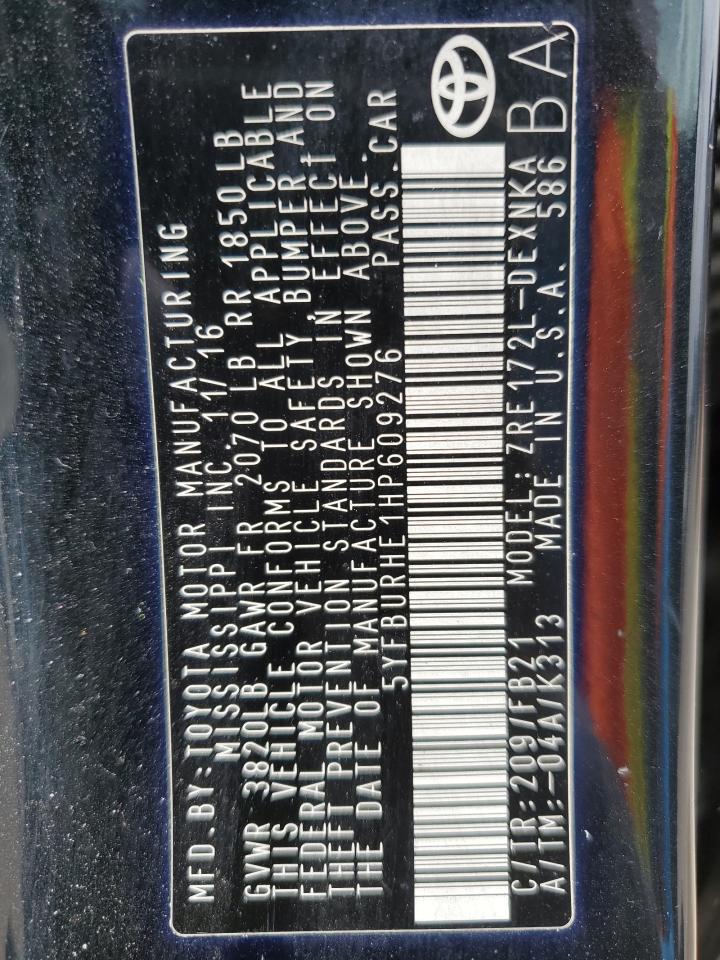 MFD.BY:TOYOTA MOTOR MANUFACTURING
MISSISSIPPI INC. 11/16
GVWR 3820LB GAWR FR 2070LB RR 1850LB
THIS VEHICLE CONFORMS TO ALL APPLICABLE
FEDERAL MOTOR VEHICLE SAFETY, BUMPER, AND
THEFT PREVENTION STANDARDS IN EFFECT ON
THE DATE OF MANUFACTURE SHOWN ABOVE.
5YFBURHE1HP609276 PASS.CAR
C/TR:209/FB21 MODEL:ZRE172L-DEXNKA
A/TM:-04A/K313 MADE IN U.S.A. 586
BA